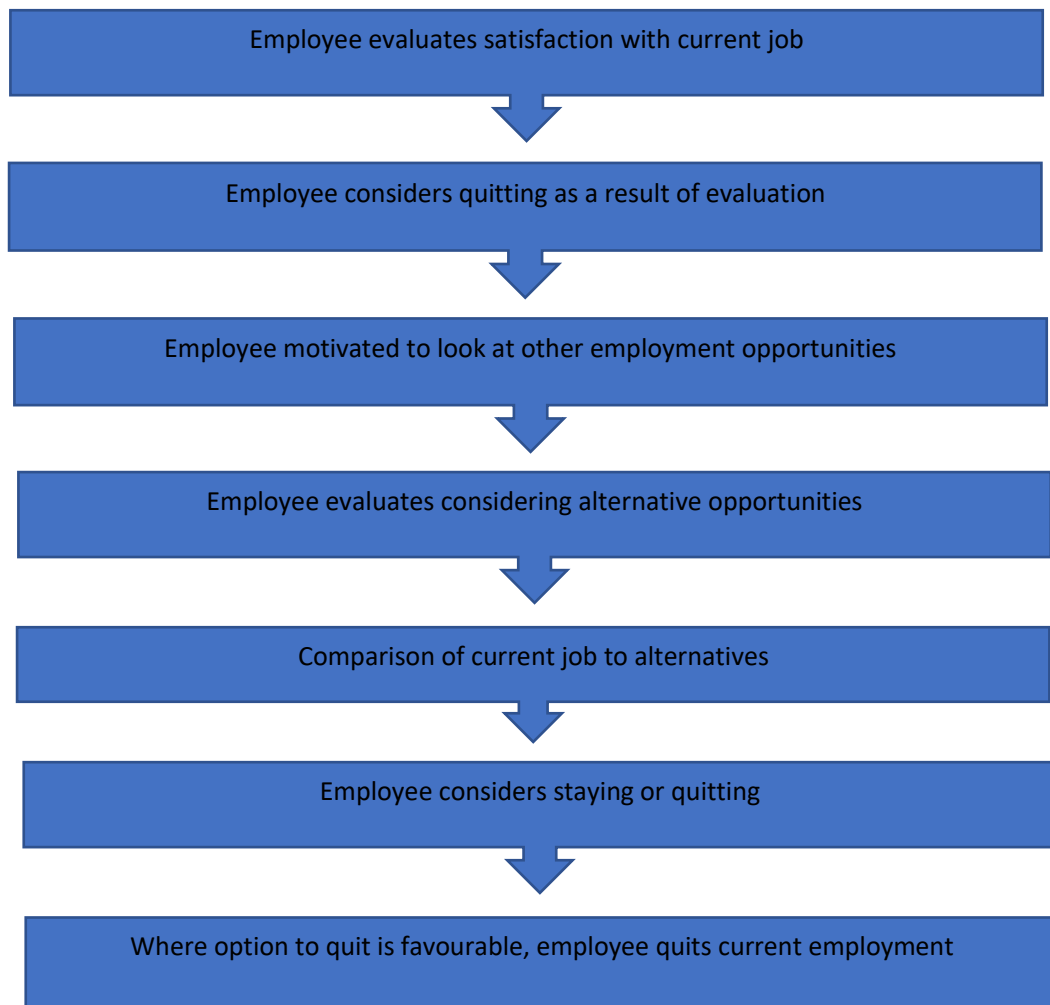 Employee evaluates satisfaction with current job
Employee considers quitting as a result of evaluation
Employee motivated to look at other employment opportunities
Employee evaluates considering alternative opportunities
Comparison of current job to alternatives
Employee considers staying or quitting
Where option to quit is favourable, employee quits current employment